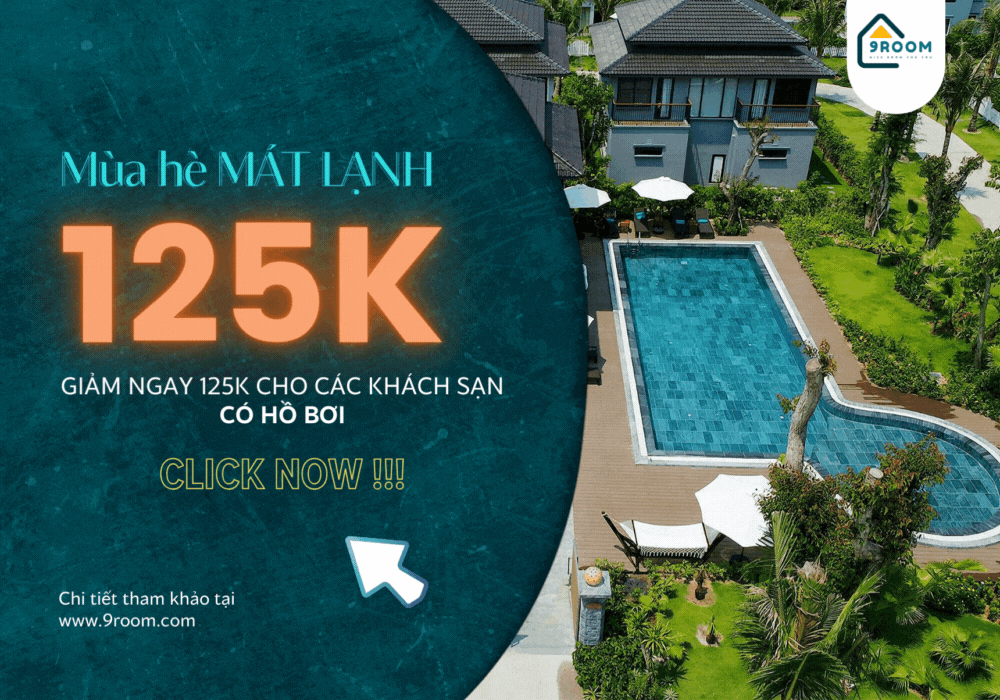 9ROOM
Mùa hè MÁT LẠNH
125K
GIẢM NGAY 125K CHO CÁC KHÁCH SẠN
CÓ HỒ BƠI
CLICK NOW !!!
Chi tiết tham khảo tại
www.9room.com